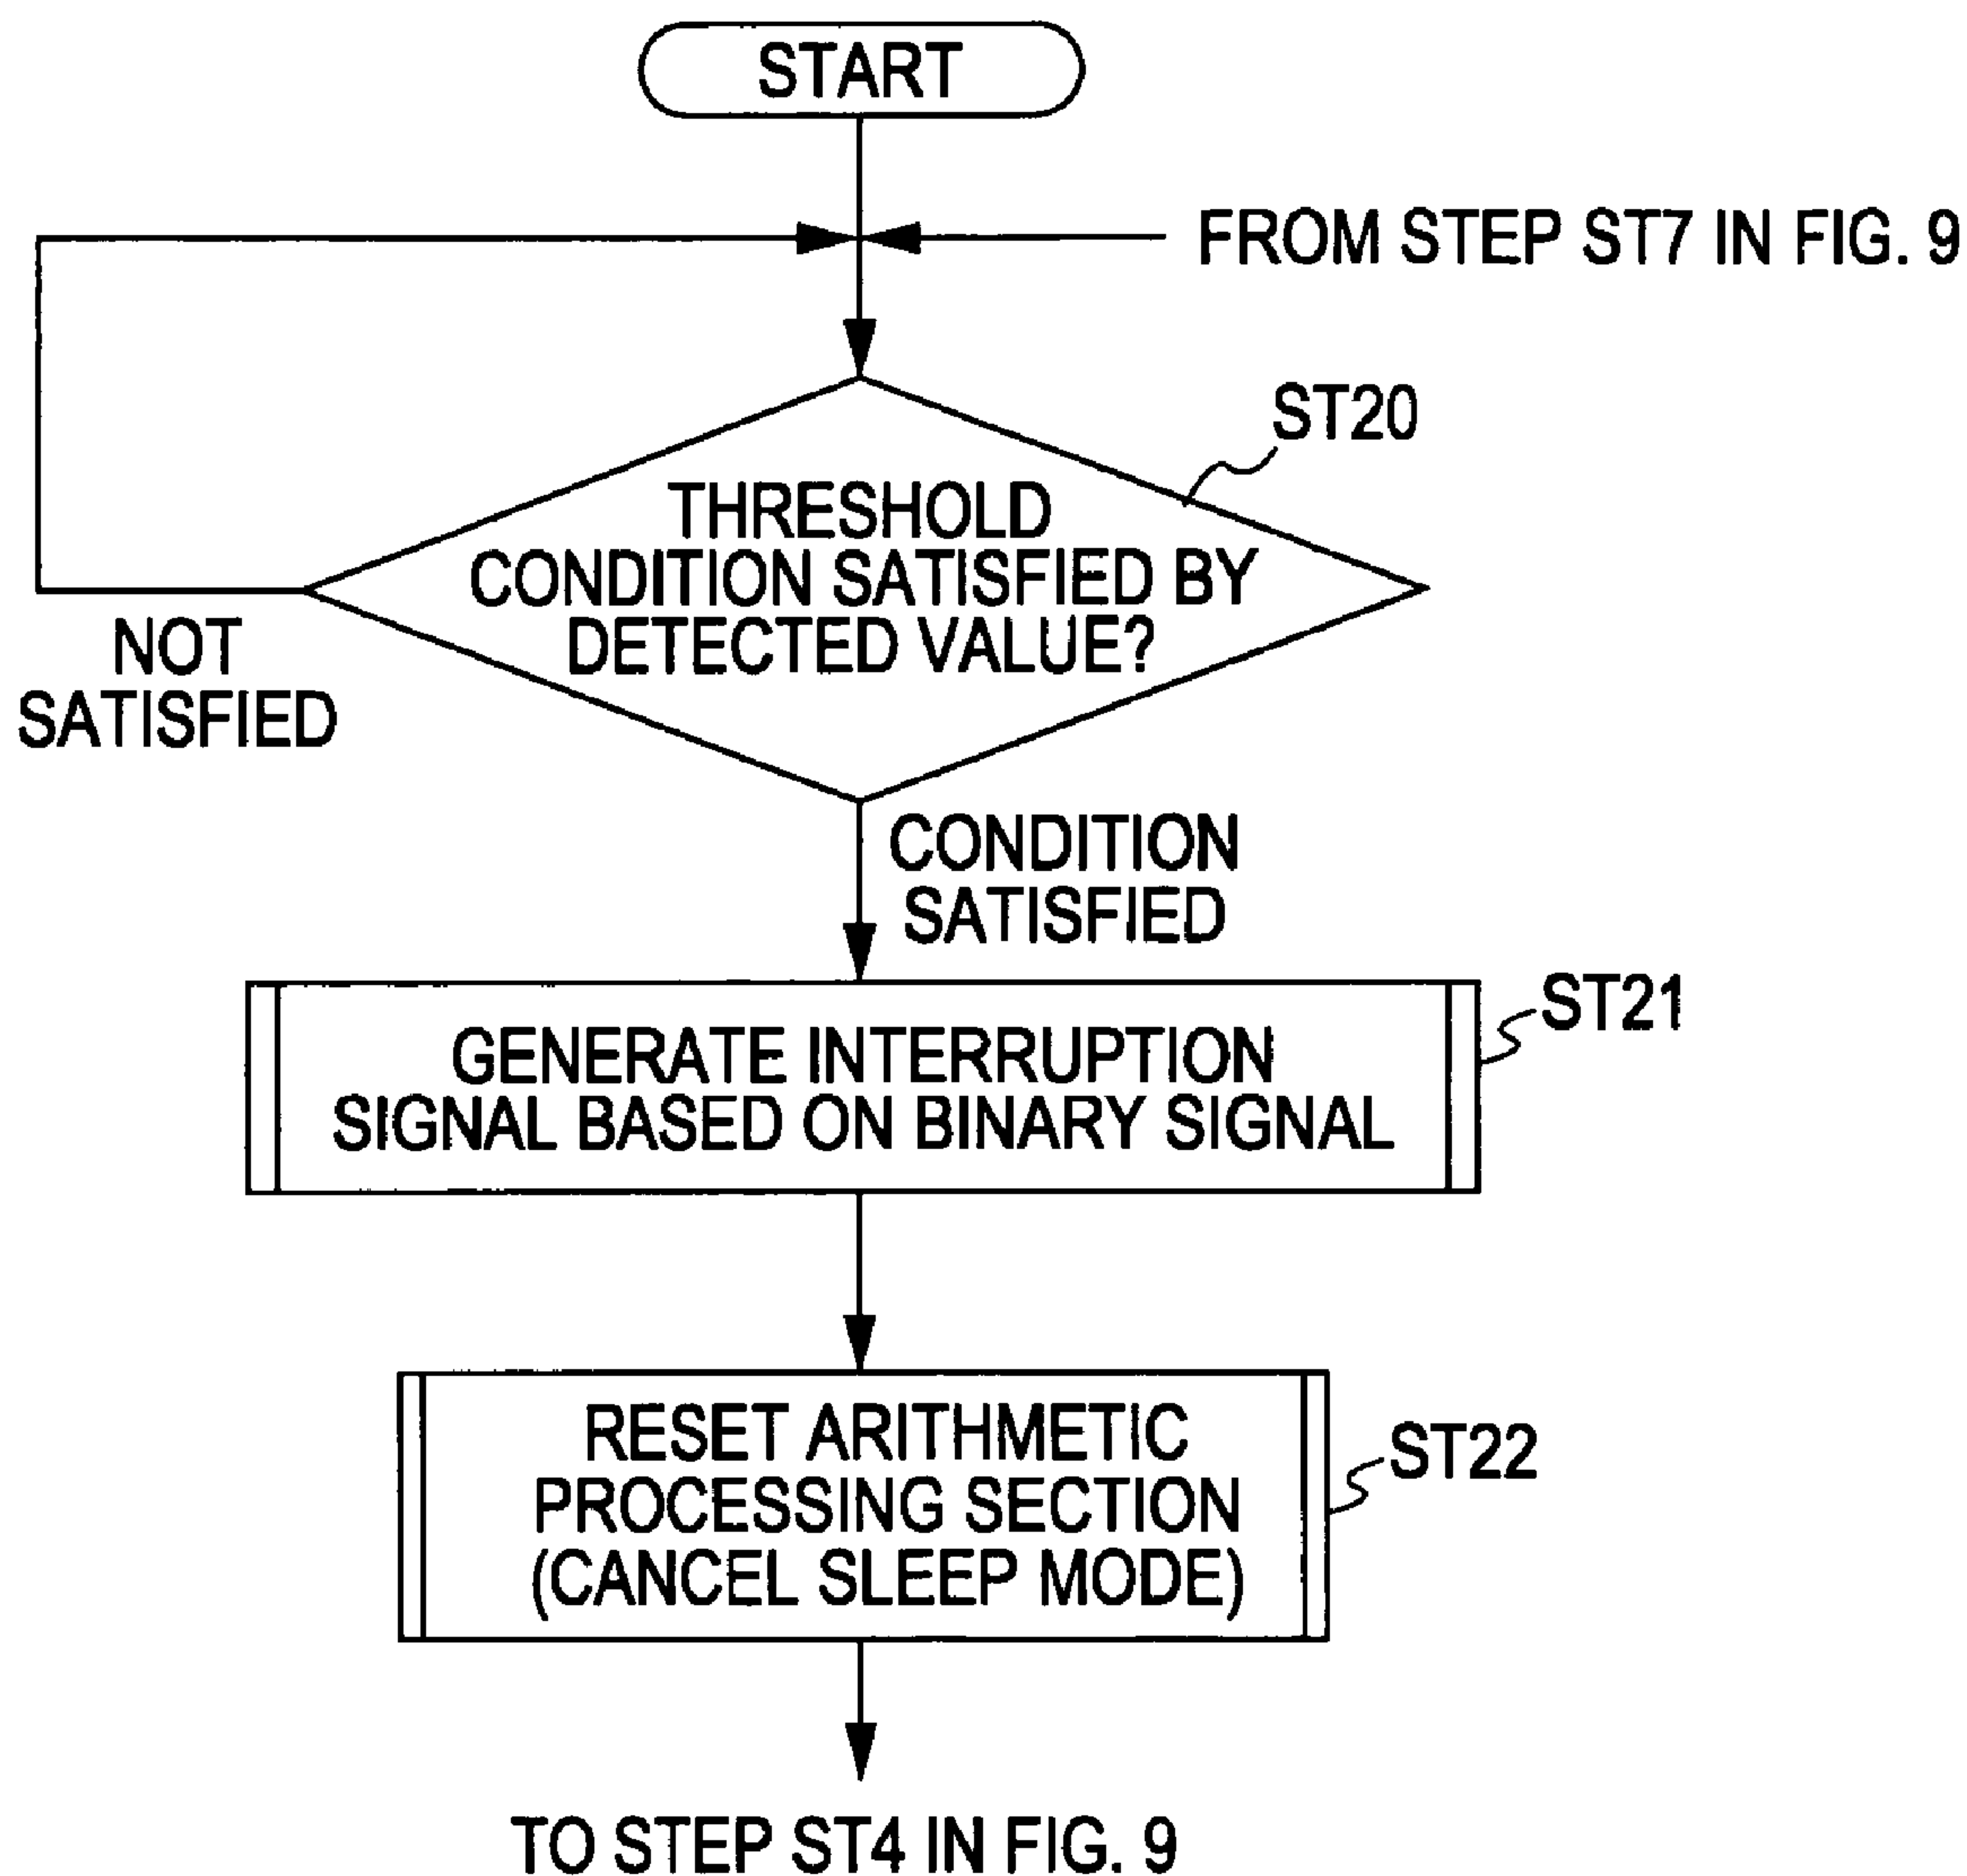 START
FROM STEP ST7 IN FIG. 9
ST20
THRESHOLD
CONDITION SATISFIED BY
DETECTED VALUE?
NOT
SATISFIED
CONDITION
SATISFIED
ST21
GENERATE INTERRUPTION
SIGNAL BASED ON BINARY SIGNAL
RESET ARITHMETIC
PROCESSING SECTION
(CANCEL SLEEP MODE)
ST22
TO STEP ST4 IN FIG. 9